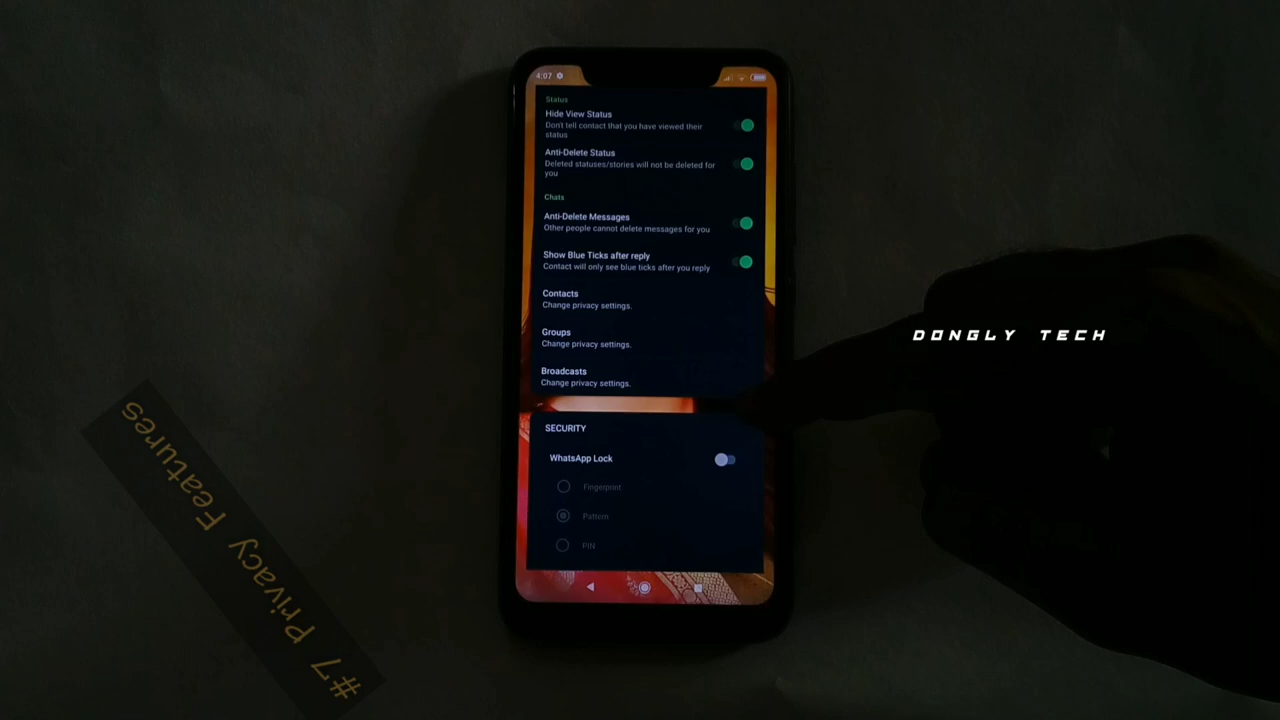 4:07
Status
Hide View Status
Don't tell contact that you have viewed their
status
Anti-Delete Status
Deleted statuses/stories will not be deleted for
you
Chats
Anti-Delete Messages
Other people cannot delete messages for you
Show Blue Ticks after reply
Contact will only see blue ticks after you reply
Contacts
Change privacy settings.
Groups
Change privacy settings.
Broadcasts
Change privacy settings.
SECURITY
WhatsApp Lock
Fingerprint
Pattern
PIN
DONGLY TECH
#7 Privacy Features